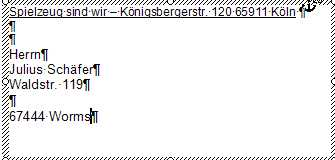 Spielzeug sind wir – Königsbergerstr. 120 65911 Köln ¶
¶
¶
Herrn¶
Julius Schäfer¶
Waldstr. 119¶
¶
67444 Worms¶